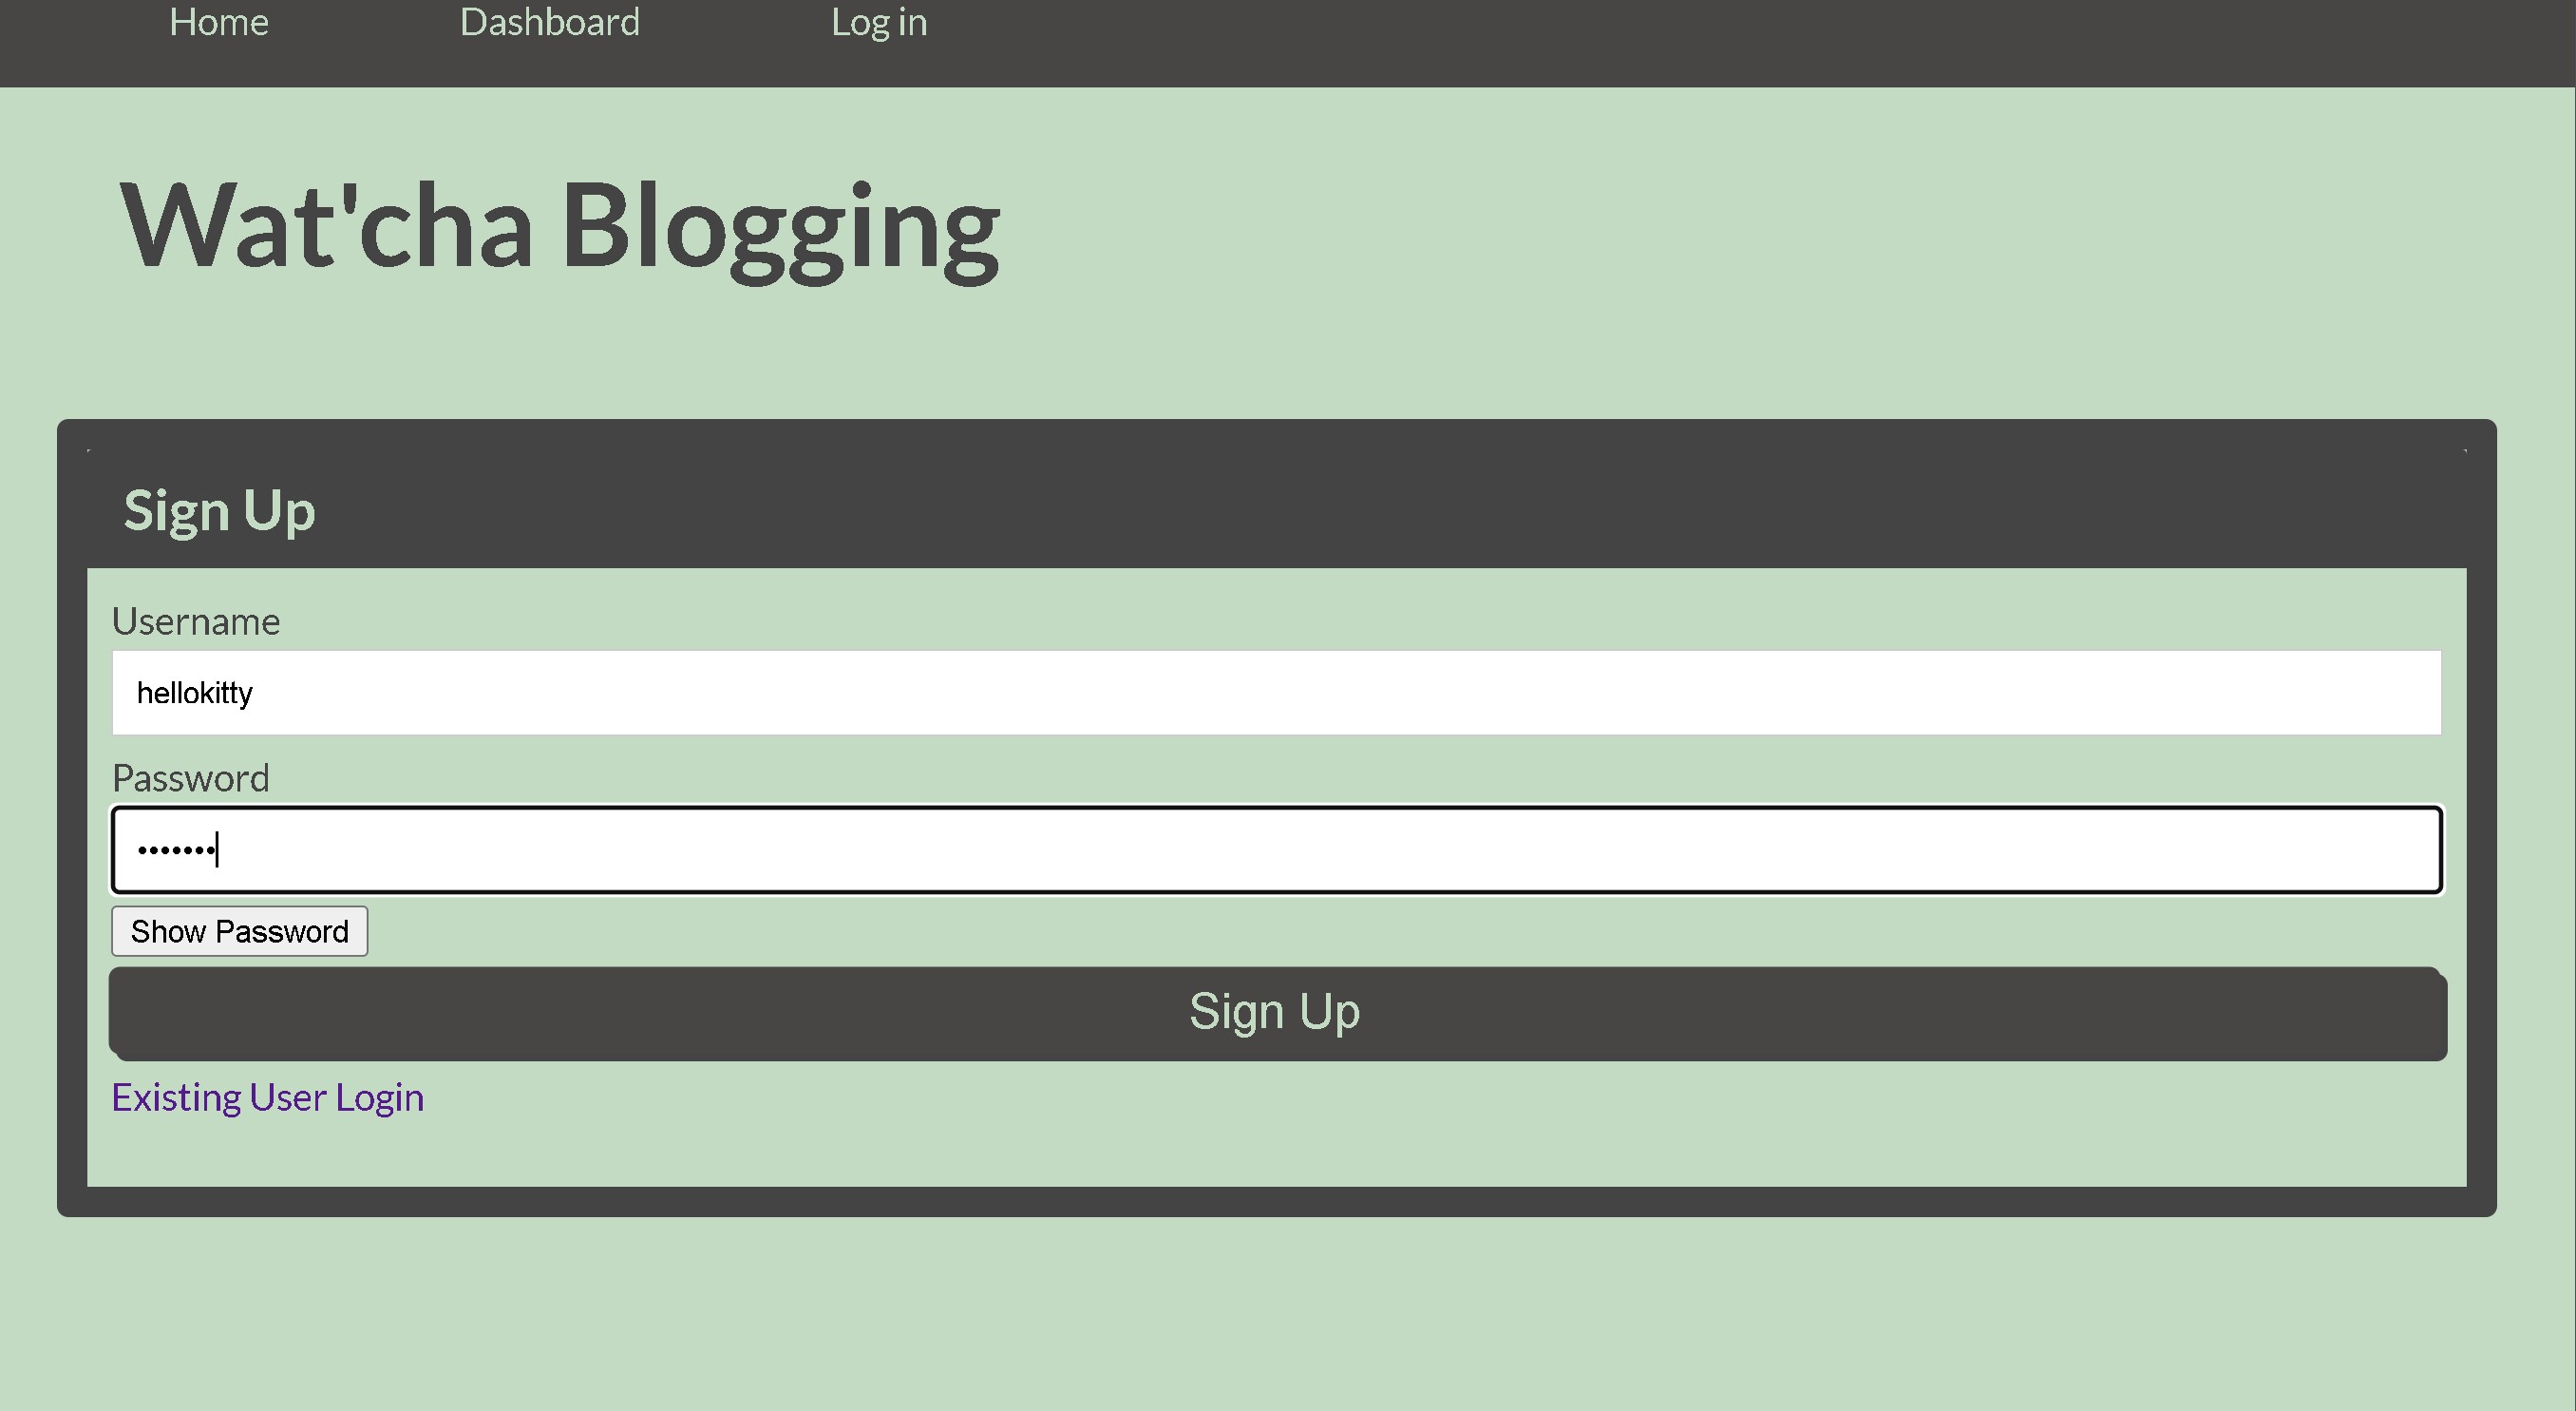 Home Dashboard Log in
Wat'cha Blogging
Sign Up
Username
hellokitty
Password
•••••••
Show Password
Sign Up
Existing User Login